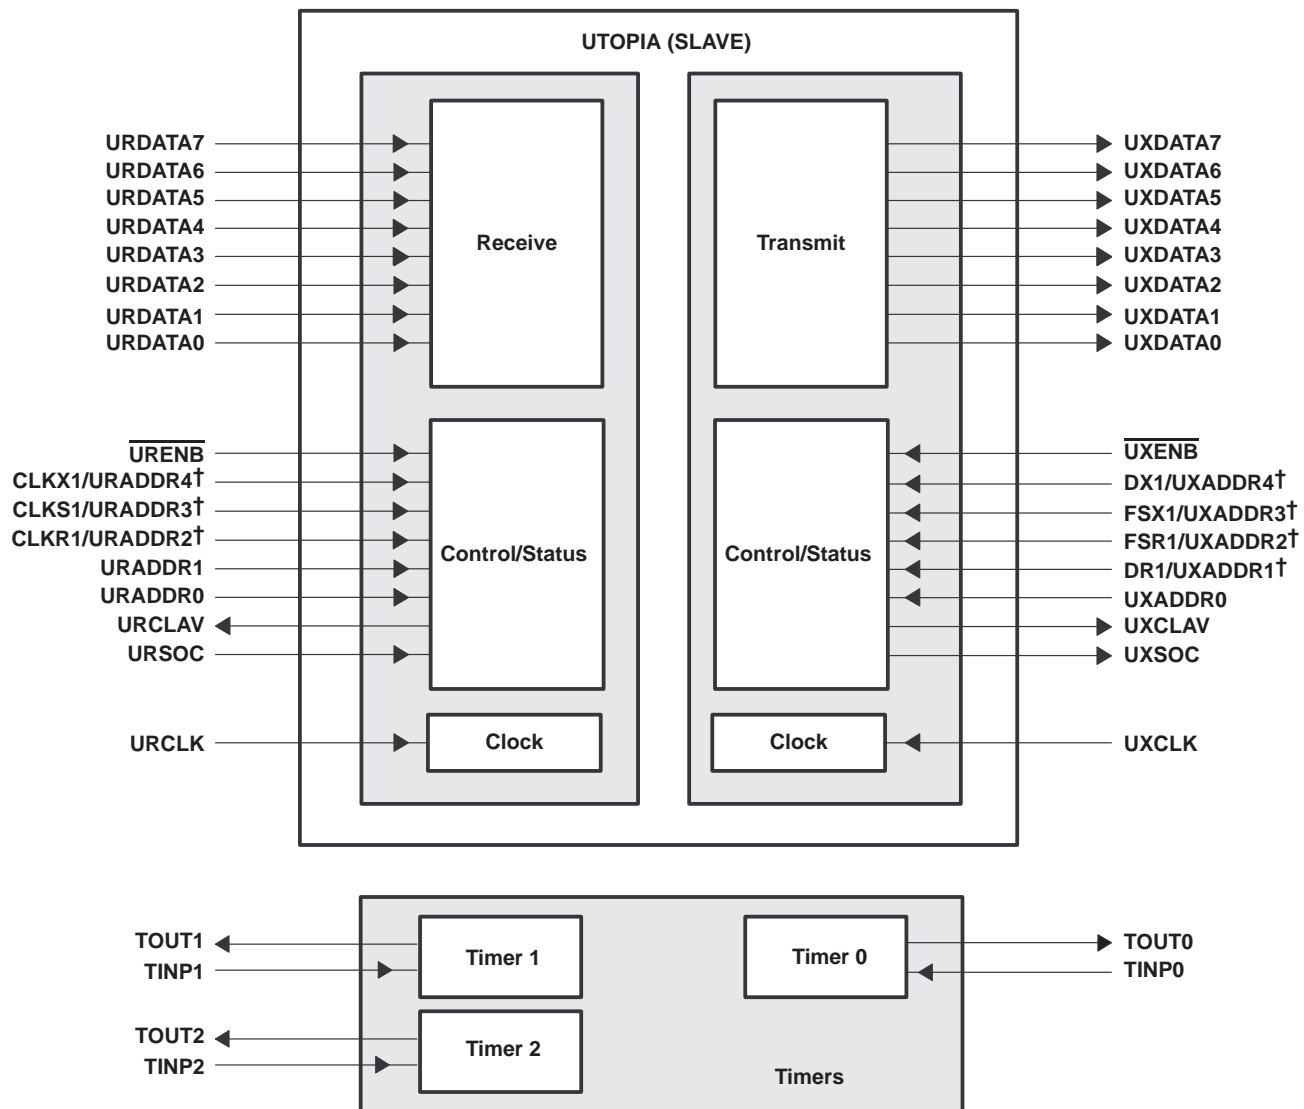 UTOPIA (SLAVE)
URDATA7
URDATA6
URDATA5
URDATA4
URDATA3
URDATA2
URDATA1
URDATA0
Receive
Transmit
UXDATA7
UXDATA6
UXDATA5
UXDATA4
UXDATA3
UXDATA2
UXDATA1
UXDATA0
URENB
CLKX1/URADDR4†
CLKS1/URADDR3†
CLKR1/URADDR2†
URADDR1
URADDR0
URCLAV
URSOC
Control/Status
Control/Status
UXENB
DX1/UXADDR4†
FSX1/UXADDR3†
FSR1/UXADDR2†
DR1/UXADDR1†
UXADDR0
UXCLAV
UXSOC
URCLK
Clock
Clock
UXCLK
TOUT1
TINP1
Timer 1
Timer 0
TOUT0
TINP0
TOUT2
TINP2
Timer 2
Timers